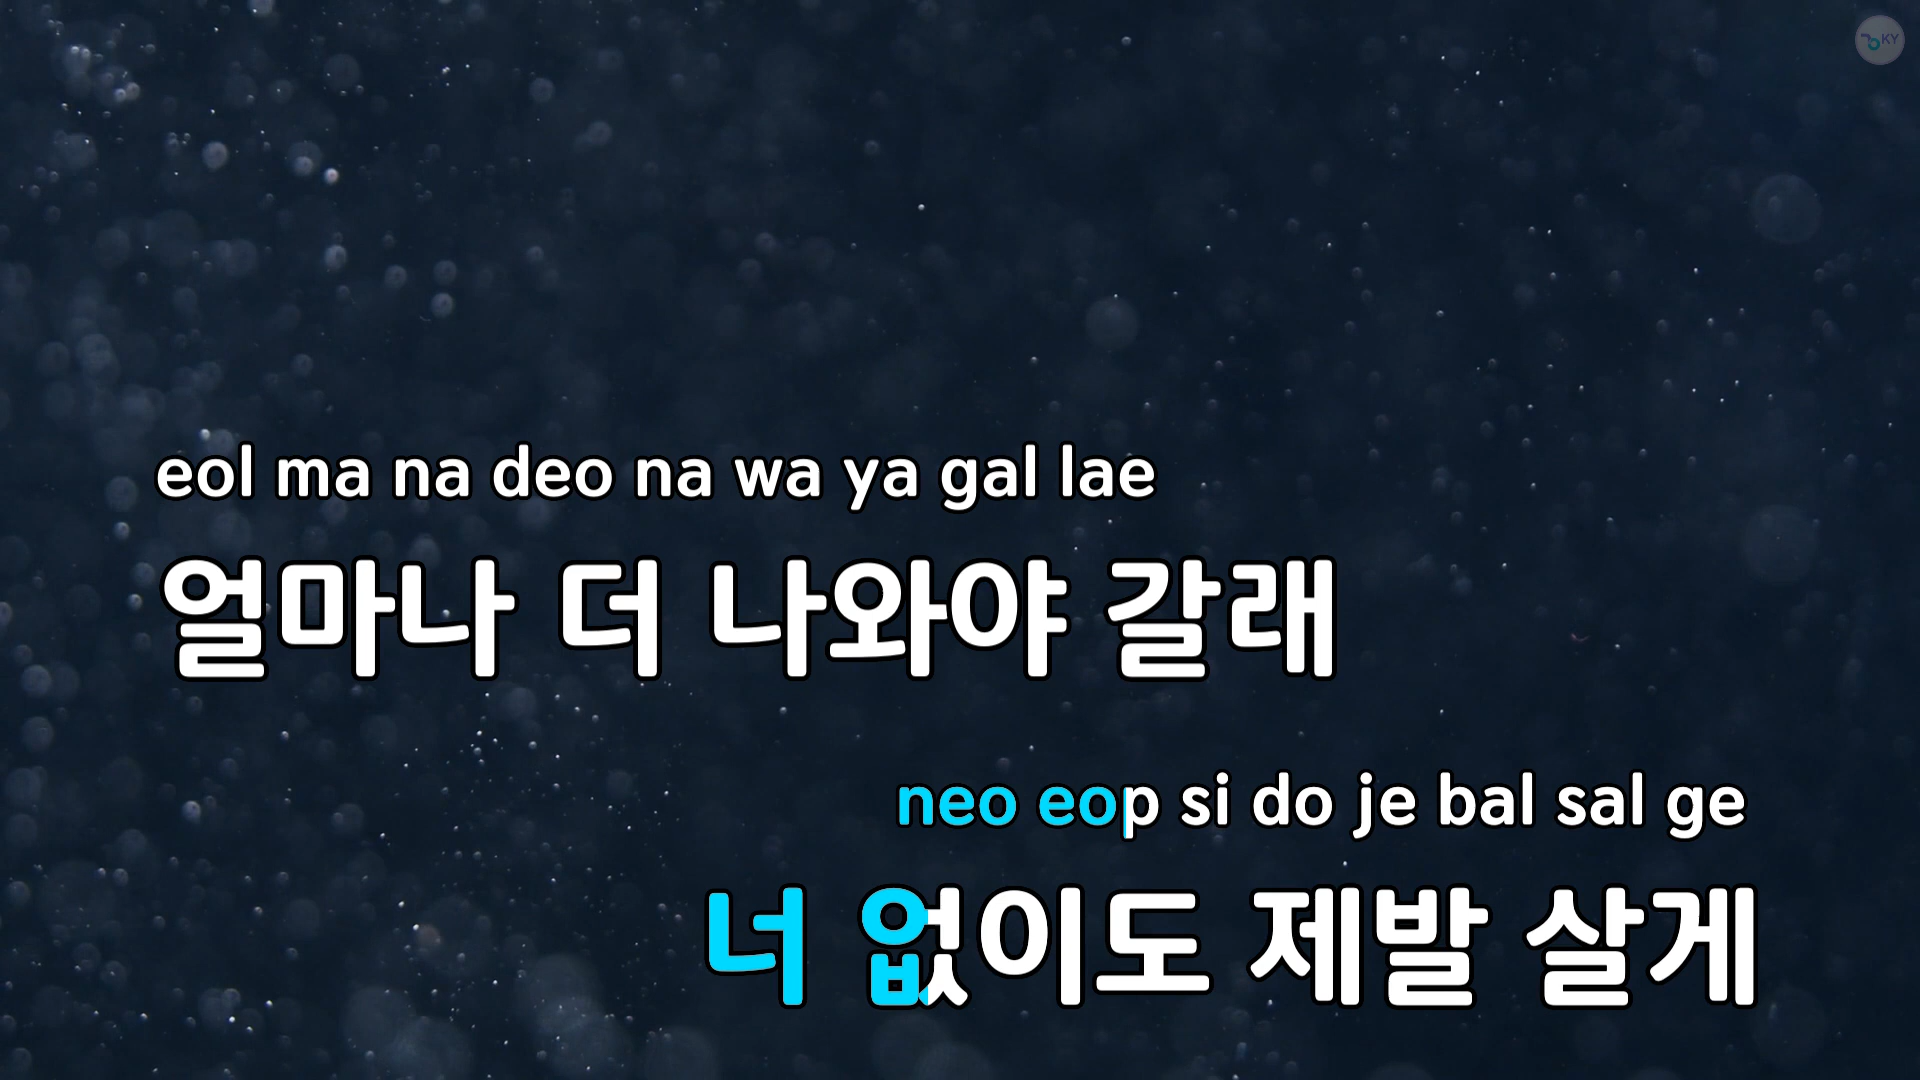 KY
eol ma na deo na wa ya gal lae
얼마나 더 나와야 갈래
neo eop si do je bal sal ge
너 없이도 제발 살게